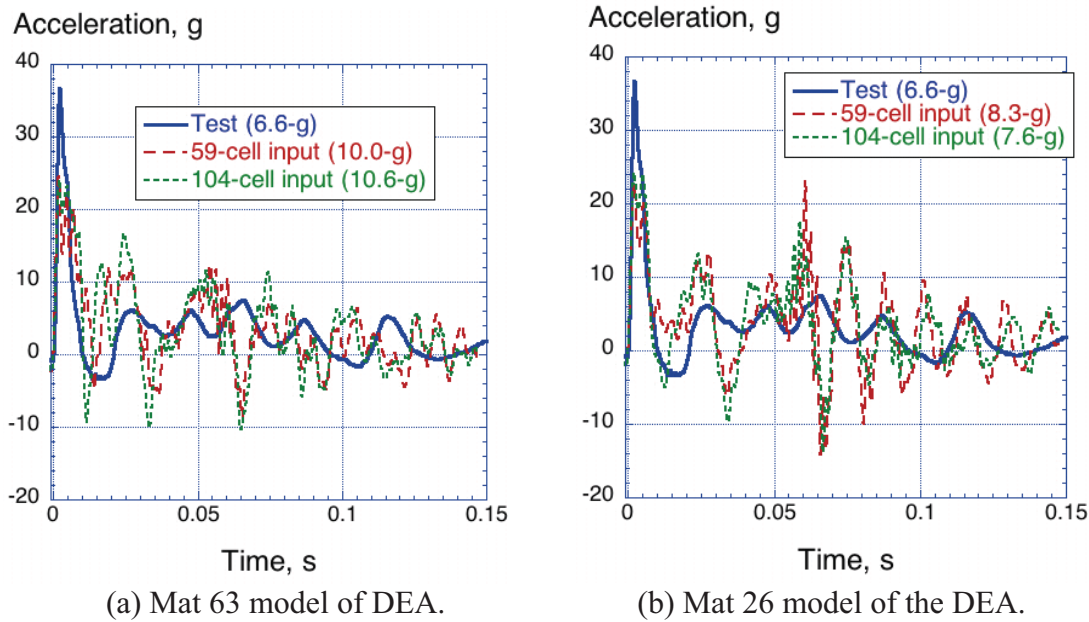 Acceleration, g
40
30
20
10
0
-10
-20
Test (6.6-g)
59-cell input (10.0-g)
104-cell input (10.6-g)
0
0.05
0.1
0.15
Time, s
(a) Mat 63 model of DEA.
Acceleration, g
40
30
20
10
0
-10
-20
Test (6.6-g)
59-cell input (8.3-g)
104-cell input (7.6-g)
0
0.05
0.1
0.15
Time, s
(b) Mat 26 model of the DEA.